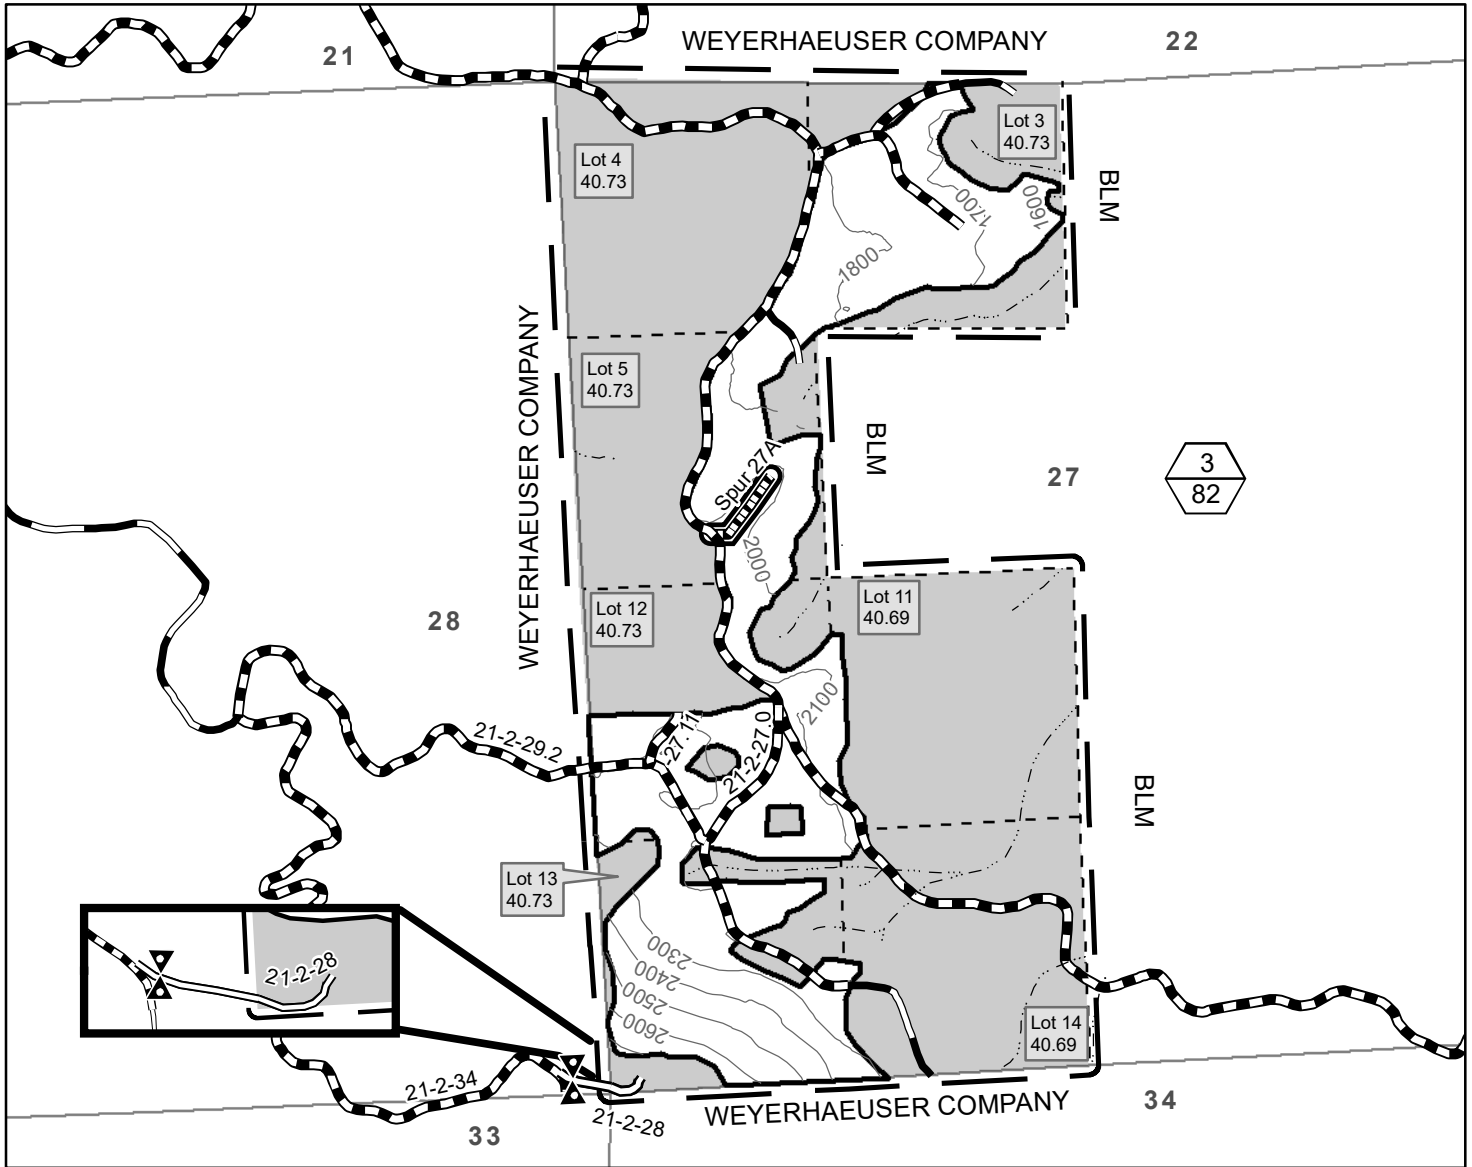 WEYERHAEUSER COMPANY
21
22
Lot 3
40.73
Lot 4
40.73
BLM
1700
1600
1800
WEYERHAEUSER COMPANY
Lot 5
40.73
BLM
Spur 27A
27
3
82
2000
28
Lot 12
40.73
Lot 11
40.69
2100
21-2-29.2
-27.11
21-2-27.0
BLM
Lot 13
40.73
2300
2400
2500
2600
21-2-28
Lot 14
40.69
21-2-34
21-2-28
WEYERHAEUSER COMPANY
34
33